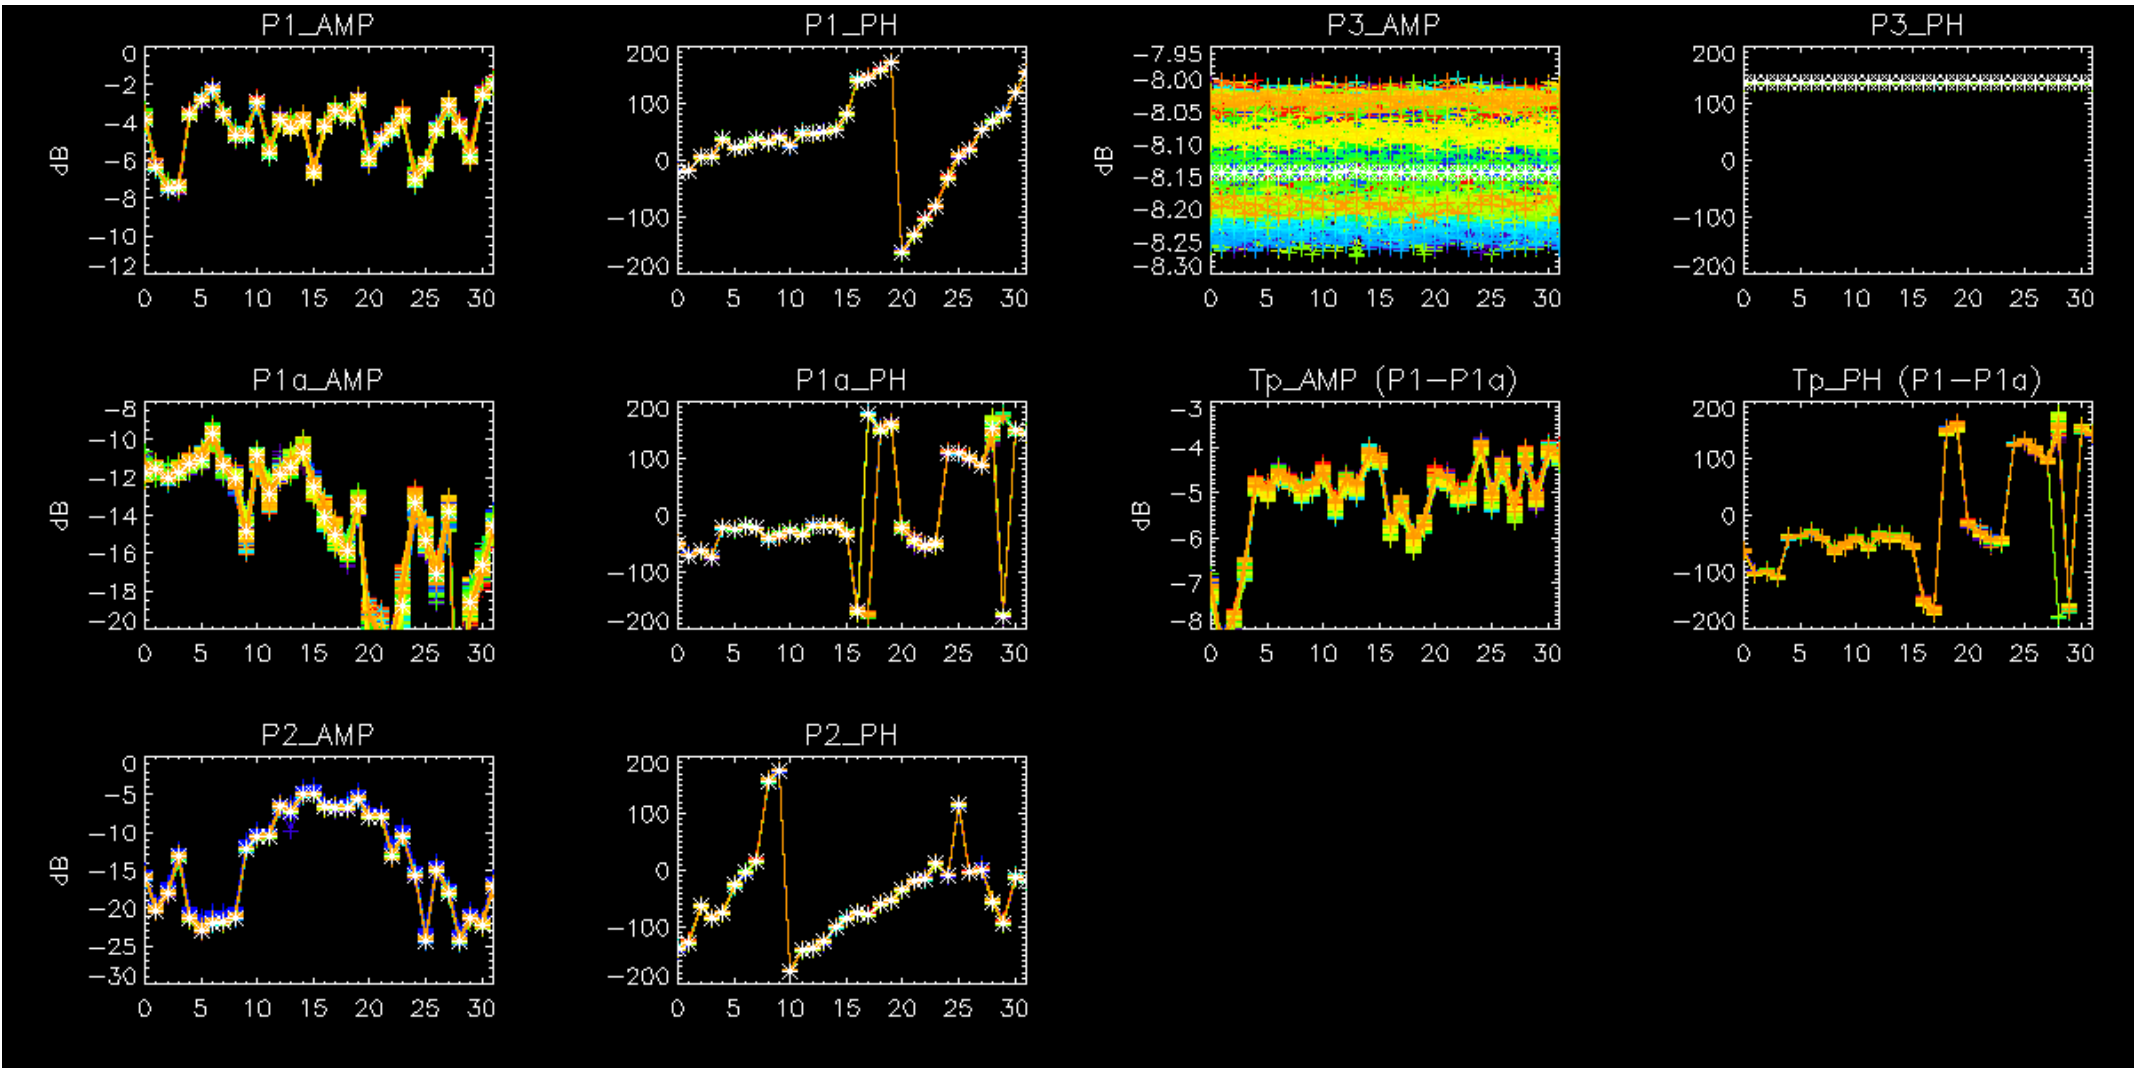 P1_AMP
0
−2
−4
−6
−8
−10
−12
dB
0 5 10 15 20 25 30
P1_PH
200
100
0
−100
−200
0 5 10 15 20 25 30
P3_AMP
−7.95
−8.00
−8.05
−8.10
−8.15
−8.20
−8.25
−8.30
dB
0 5 10 15 20 25 30
P3_PH
200
100
0
−100
−200
0 5 10 15 20 25 30
P1a_AMP
−8
−10
−12
−14
−16
−18
−20
dB
0 5 10 15 20 25 30
P1a_PH
200
100
0
−100
−200
0 5 10 15 20 25 30
Tp_AMP (P1−P1a)
−3
−4
−5
−6
−7
−8
dB
0 5 10 15 20 25 30
Tp_PH (P1−P1a)
200
100
0
−100
−200
0 5 10 15 20 25 30
P2_AMP
0
−5
−10
−15
−20
−25
−30
dB
0 5 10 15 20 25 30
P2_PH
200
100
0
−100
−200
0 5 10 15 20 25 30